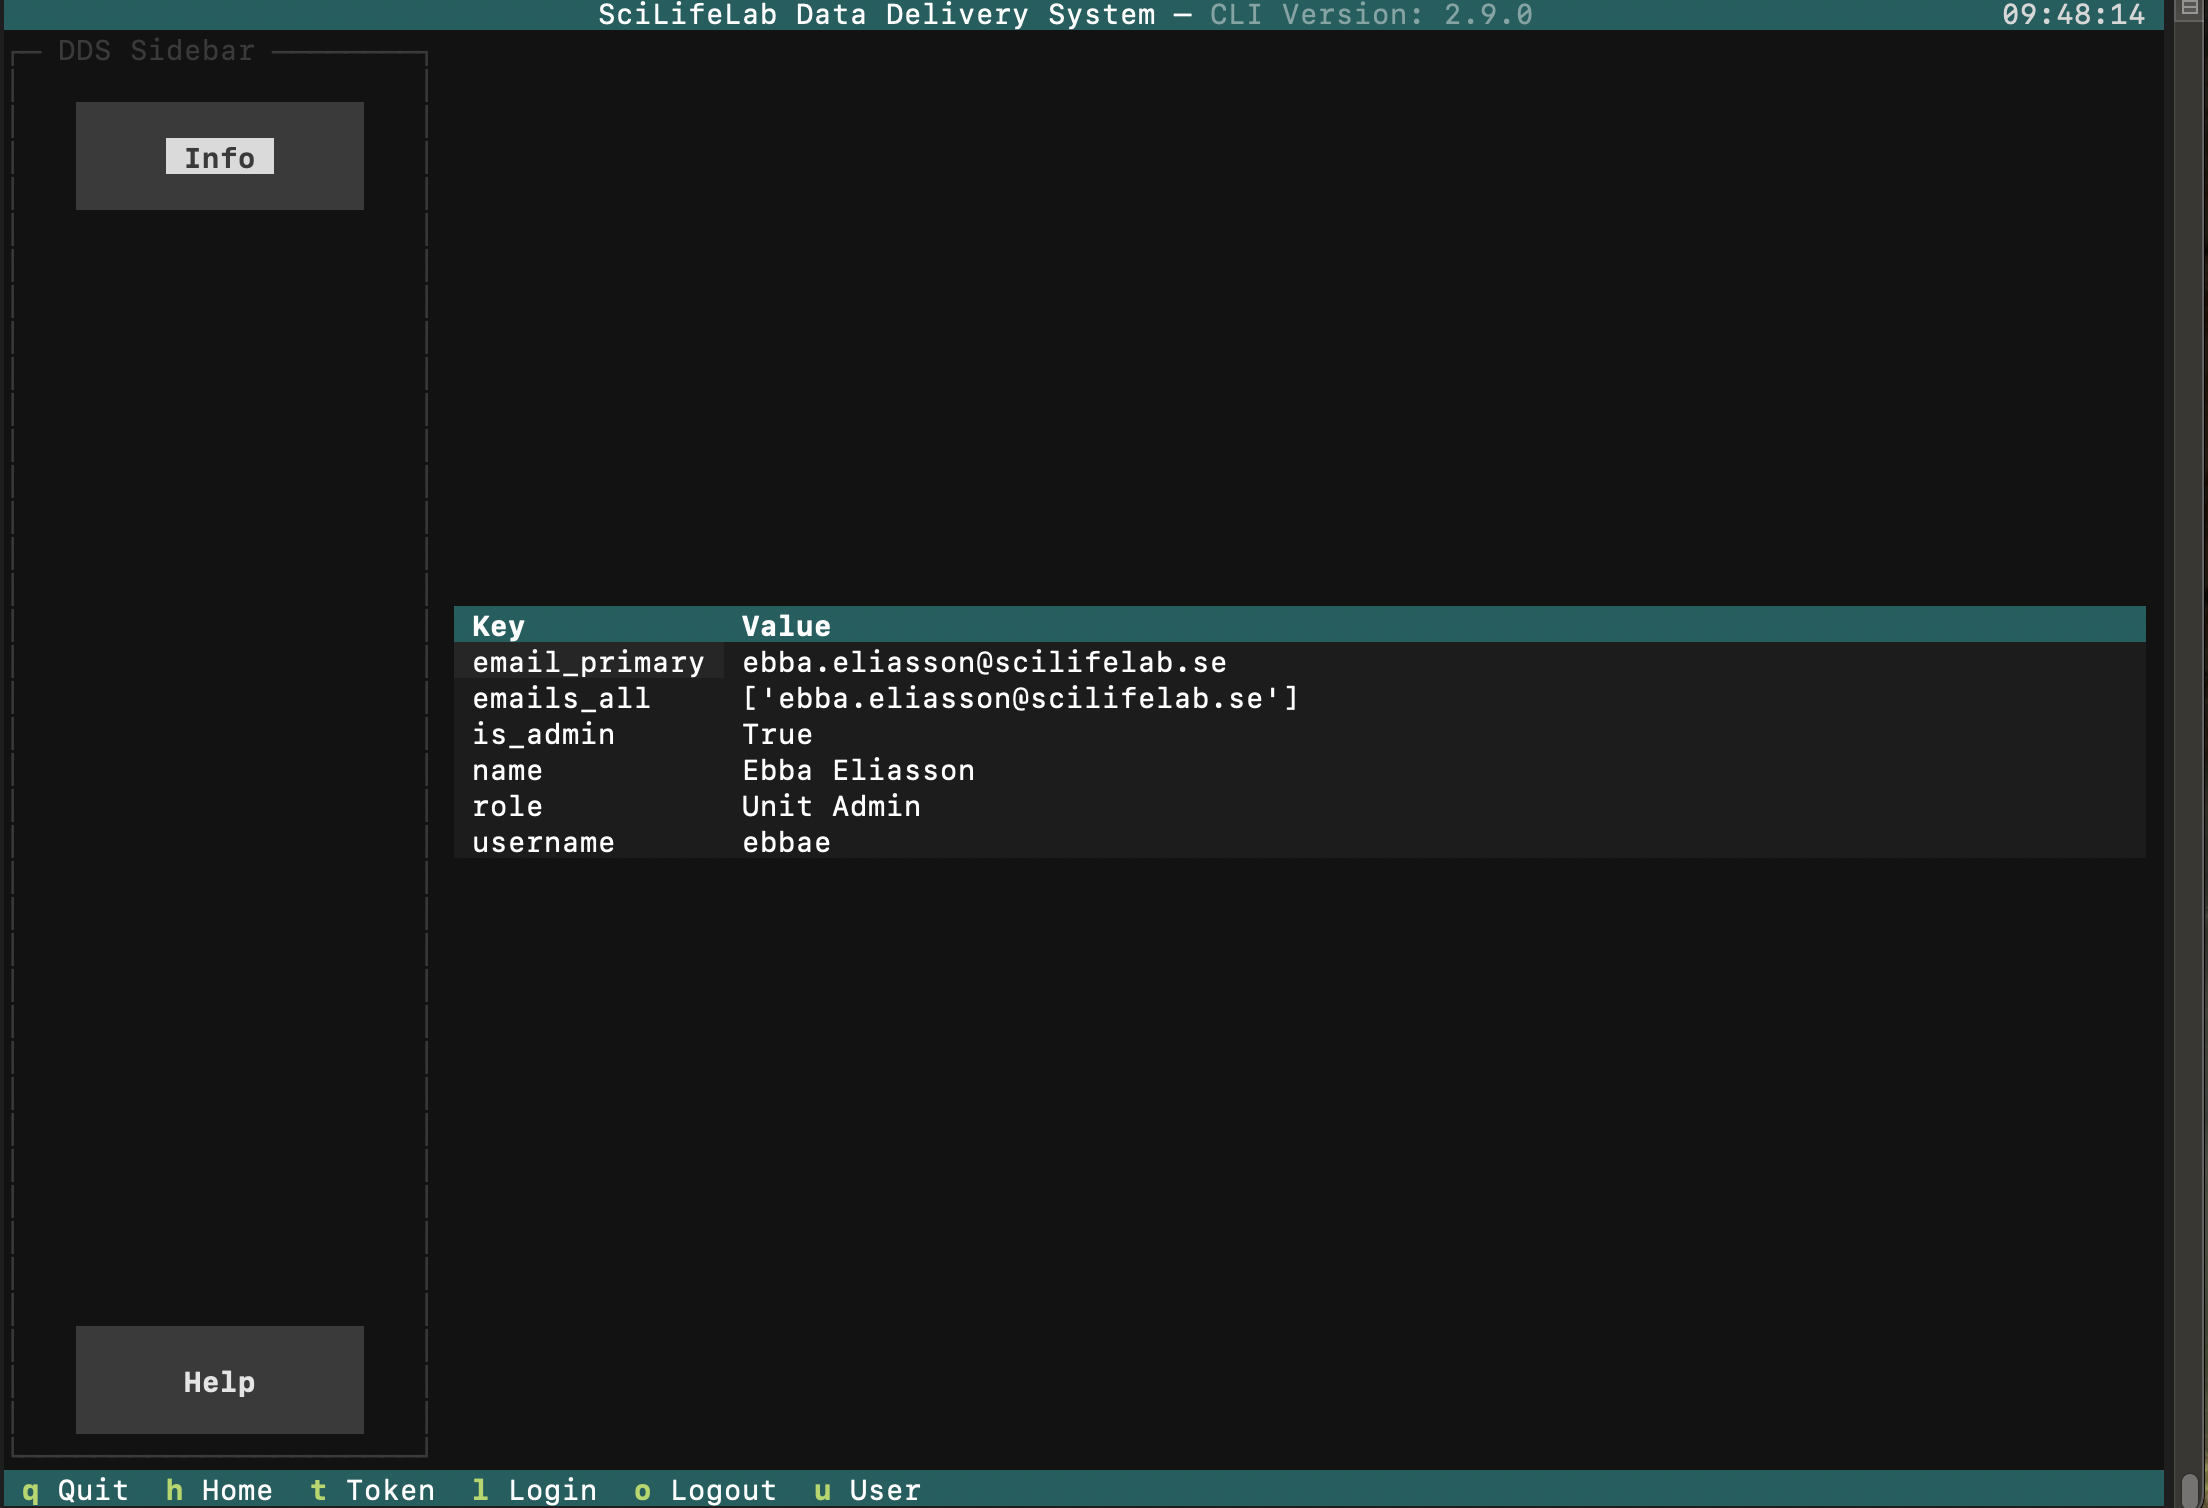 SciLifeLab Data Delivery System — CLI Version: 2.9.0 09:48:14
DDS Sidebar
Info
Key Value
email_primary ebba.eliasson@scilifelab.se
emails_all ['ebba.eliasson@scilifelab.se']
is_admin True
name Ebba Eliasson
role Unit Admin
username ebbae
Help
q Quit h Home t Token l Login o Logout u User